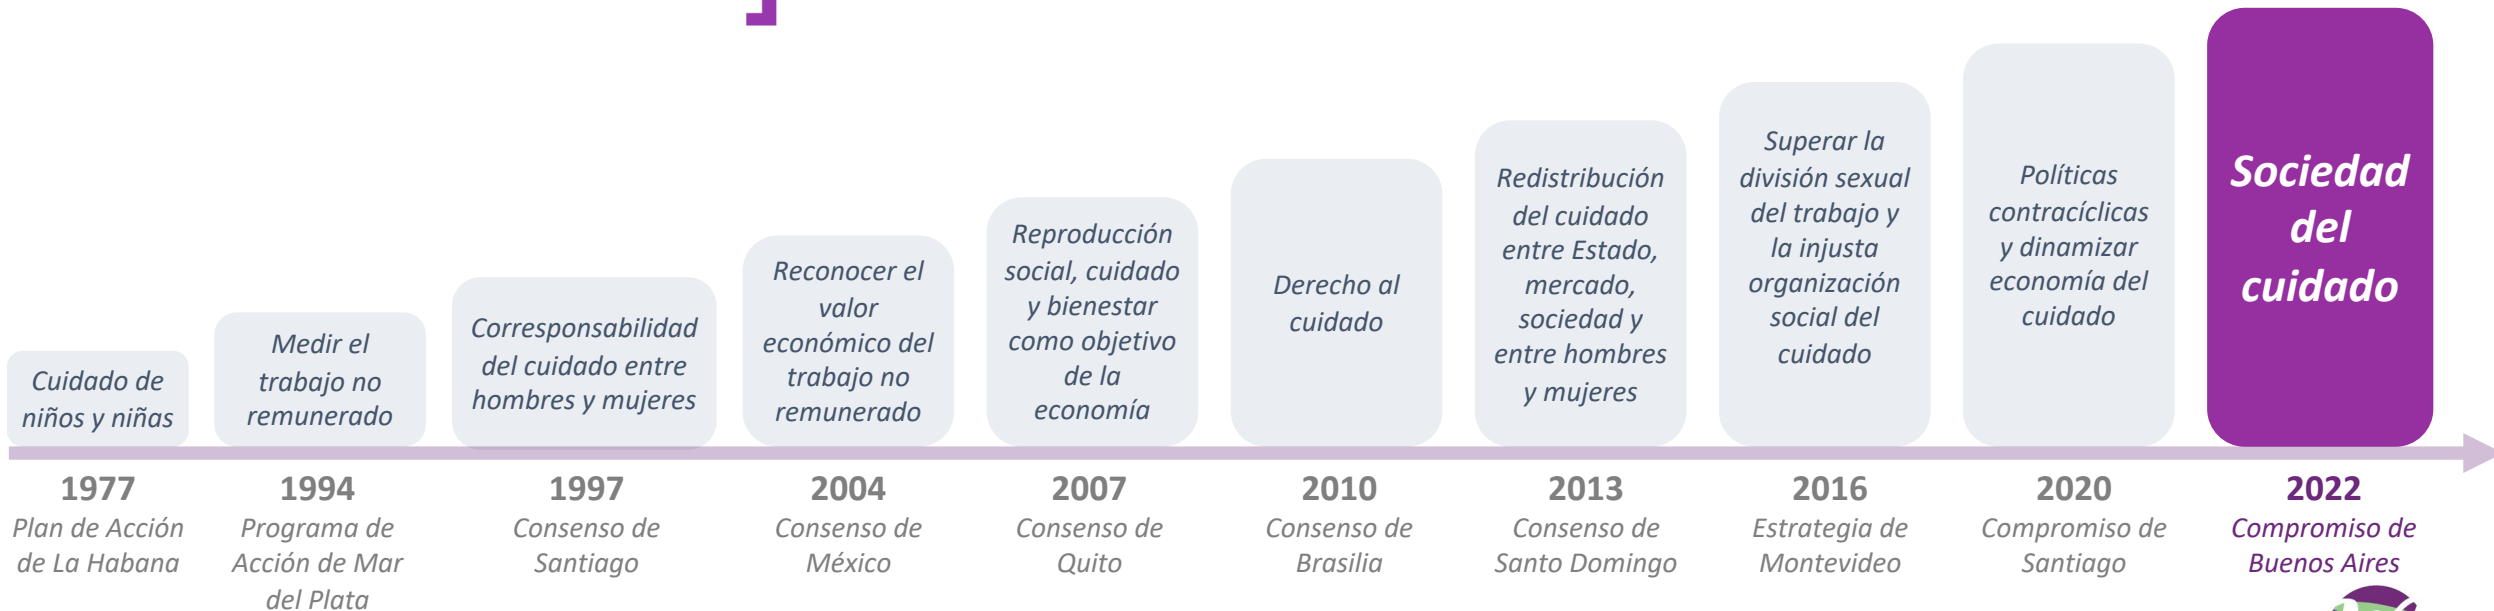 Cuidado de
niños y niñas
1977
Plan de Acción
de La Habana
Medir el
trabajo no
remunerado
1994
Programa de
Acción de Mar
del Plata
Corresponsabilidad
del cuidado entre
hombres y mujeres
1997
Consenso de
Santiago
Reconocer el
valor
económico del
trabajo no
remunerado
2004
Consenso de
México
Reproducción
social, cuidado
y bienestar
como objetivo
de la
economía
2007
Consenso de
Quito
Derecho al
cuidado
2010
Consenso de
Brasilia
Redistribución
del cuidado
entre Estado,
mercado,
sociedad y
entre hombres
y mujeres
2013
Consenso de
Santo Domingo
Superar la
división sexual
del trabajo y
la injusta
organización
social del
cuidado
2016
Estrategia de
Montevideo
Políticas
contracíclicas
y dinamizar
economía del
cuidado
2020
Compromiso de
Santiago
Sociedad
del
cuidado
2022
Compromiso de
Buenos Aires